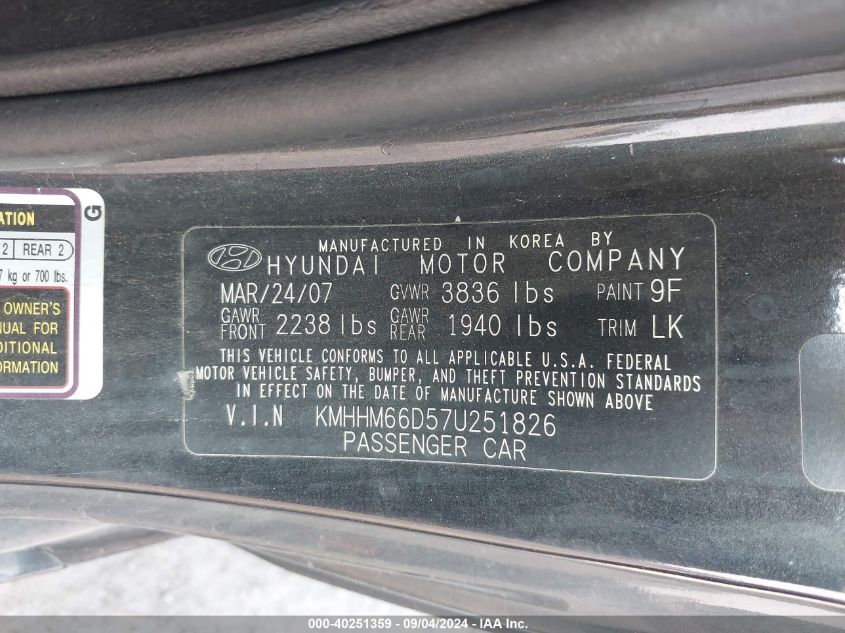 G
ATION
2 REAR 2
7 kg or 700 lbs.
OWNER'S
NUAL FOR
DITIONAL
FORMATION
MANUFACTURED IN KOREA BY
HYUNDAI MOTOR COMPANY
MAR/24/07 GVWR 3836 lbs PAINT 9F
GAWR FRONT 2238 lbs GAWR REAR 1940 lbs TRIM LK
THIS VEHICLE CONFORMS TO ALL APPLICABLE U.S.A. FEDERAL
MOTOR VEHICLE SAFETY, BUMPER, AND THEFT PREVENTION STANDARDS
IN EFFECT ON THE DATE OF MANUFACTURE SHOWN ABOVE
V.I.N KMHHM66D57U251826
PASSENGER CAR
000-40251359 - 09/04/2024 - IAA Inc.